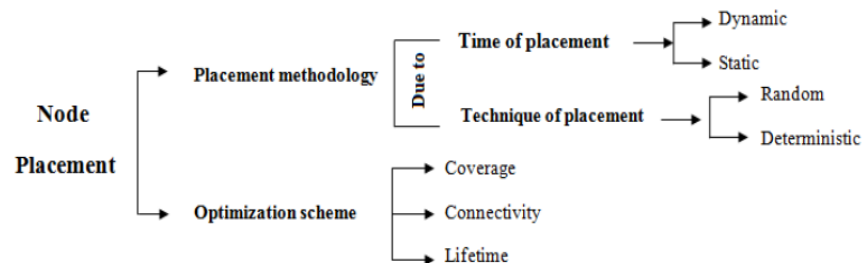 Node
Placement
Placement methodology
Due to
Time of placement
Dynamic
Static
Technique of placement
Random
Deterministic
Optimization scheme
Coverage
Connectivity
Lifetime